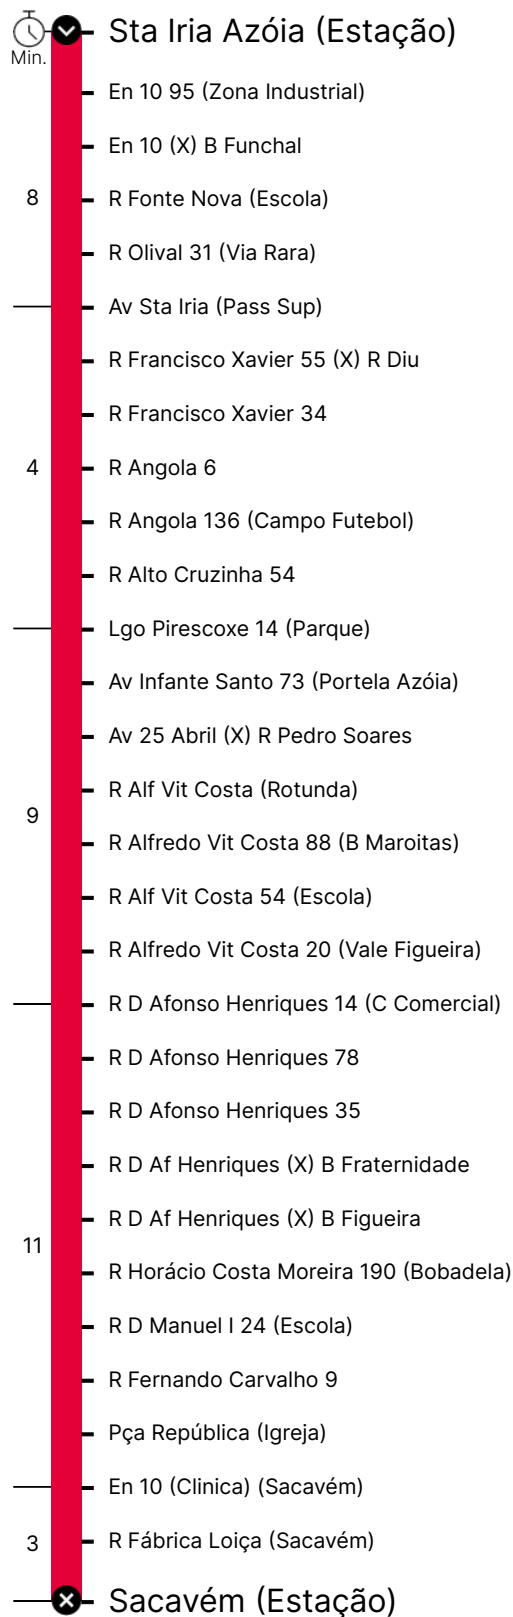 Sta Iria Azóia (Estação)
Min.
En 10 95 (Zona Industrial)
En 10 (X) B Funchal
8
R Fonte Nova (Escola)
R Olival 31 (Via Rara)
Av Sta Iria (Pass Sup)
R Francisco Xavier 55 (X) R Diu
R Francisco Xavier 34
4
R Angola 6
R Angola 136 (Campo Futebol)
R Alto Cruzinha 54
Lgo Pirescoxe 14 (Parque)
Av Infante Santo 73 (Portela Azóia)
Av 25 Abril (X) R Pedro Soares
R Alf Vit Costa (Rotunda)
9
R Alfredo Vit Costa 88 (B Maroitas)
R Alf Vit Costa 54 (Escola)
R Alfredo Vit Costa 20 (Vale Figueira)
R D Afonso Henriques 14 (C Comercial)
R D Afonso Henriques 78
R D Afonso Henriques 35
R D Af Henriques (X) B Fraternidade
R D Af Henriques (X) B Figueira
11
R Horácio Costa Moreira 190 (Bobadela)
R D Manuel I 24 (Escola)
R Fernando Carvalho 9
Pça República (Igreja)
En 10 (Clinica) (Sacavém)
3
R Fábrica Loiça (Sacavém)
Sacavém (Estação)